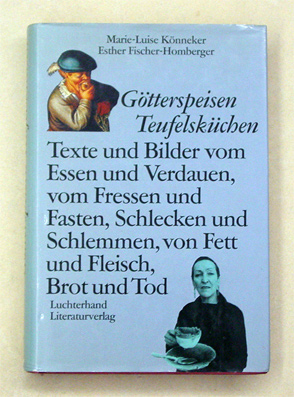 Marie-Luise Könneker
Esther Fischer-Homberger
Götterspeisen
Teufelsküchen
Texte und Bilder vom
Essen und Verdauen,
vom Fressen und
Fasten, Schlecken und
Schlemmen, von Fett
und Fleisch,
Brot und Tod
Luchterhand
Literaturverlag